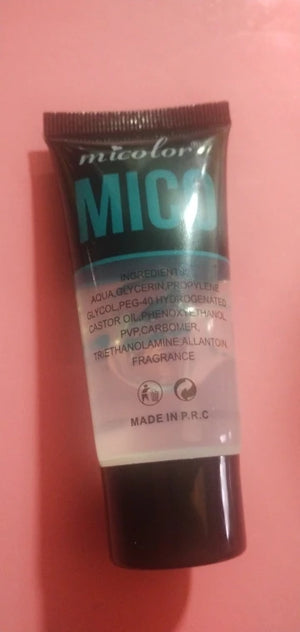 micolor
MICO
INGREDIENTS:
AQUA,GLYCERIN,PROPYLENE
GLYCOL,PEG-40 HYDROGENATED
CASTOR OIL,PHENOXYETHANOL,
PVP,CARBOMER,
TRIETHANOLAMINE,ALLANTOIN,
FRAGRANCE
MADE IN P.R.C